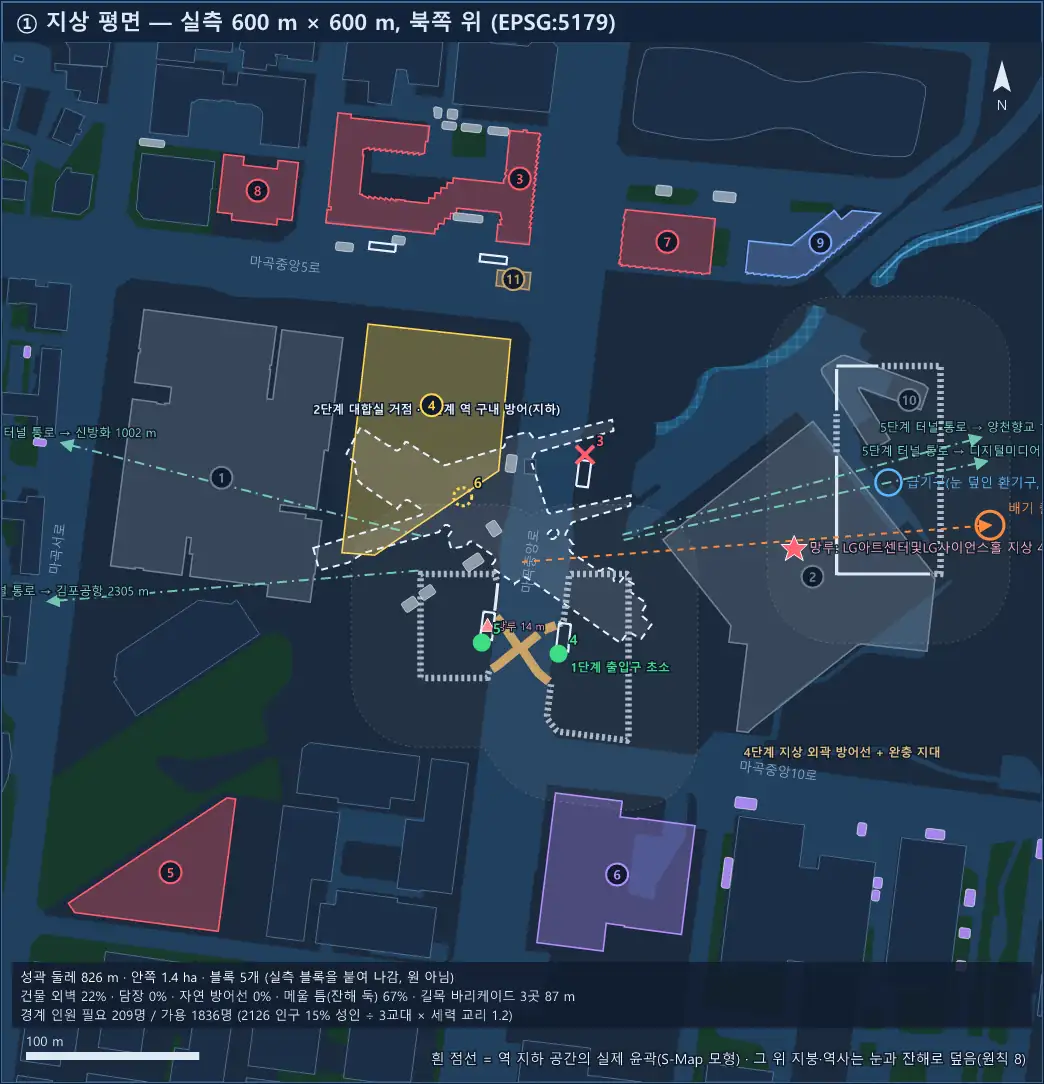 ① 지상 평면 — 실측 600 m × 600 m, 북쪽 위 (EPSG:5179)
N
3
8
7
9
마곡중앙5로
11
2단계 대합실 거점 ·
4
계 역 구내 방어(지하)
10
터널 통로 → 신방화 1002 m
5단계 터널 통로 → 양천향교
3
5단계 터널 통로 → 디지털미디어
1
6
급기 (눈 덮인 환기구,
배기
마곡서로
마곡중앙로
망루: LG아트센터및LG사이언스홀 지상 4
2
널 통로 → 김포공항 2305 m
5
망루 14 m
4
1단계 출입구 초소
4단계 지상 외곽 방어선 + 완충 지대
마곡중앙10로
5
6
성곽 둘레 826 m · 안쪽 1.4 ha · 블록 5개 (실측 블록을 붙여 나감, 원 아님)
건물 외벽 22% · 담장 0% · 자연 방어선 0% · 메울 틈(잔해 둑) 67% · 길목 바리케이드 3곳 87 m
경계 인원 필요 209명 / 가용 1836명 (2126 인구 15% 성인 ÷ 3교대 × 세력 교리 1.2)
100 m
흰 점선 = 역 지하 공간의 실제 윤곽(S-Map 모형) · 그 위 지붕·역사는 눈과 잔해로 덮음(원칙 8)